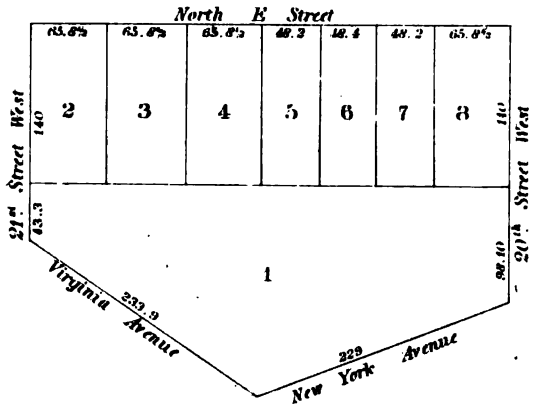 North E Street
65.8½ 65.8½ 65.8½ 48.2 48.4 48.2 65.8½
2 3 4 5 6 7 8
140
140
21st Street West
20th Street West
43.3
98.10
1
Virginia Avenue
233.9
229
New York Avenue